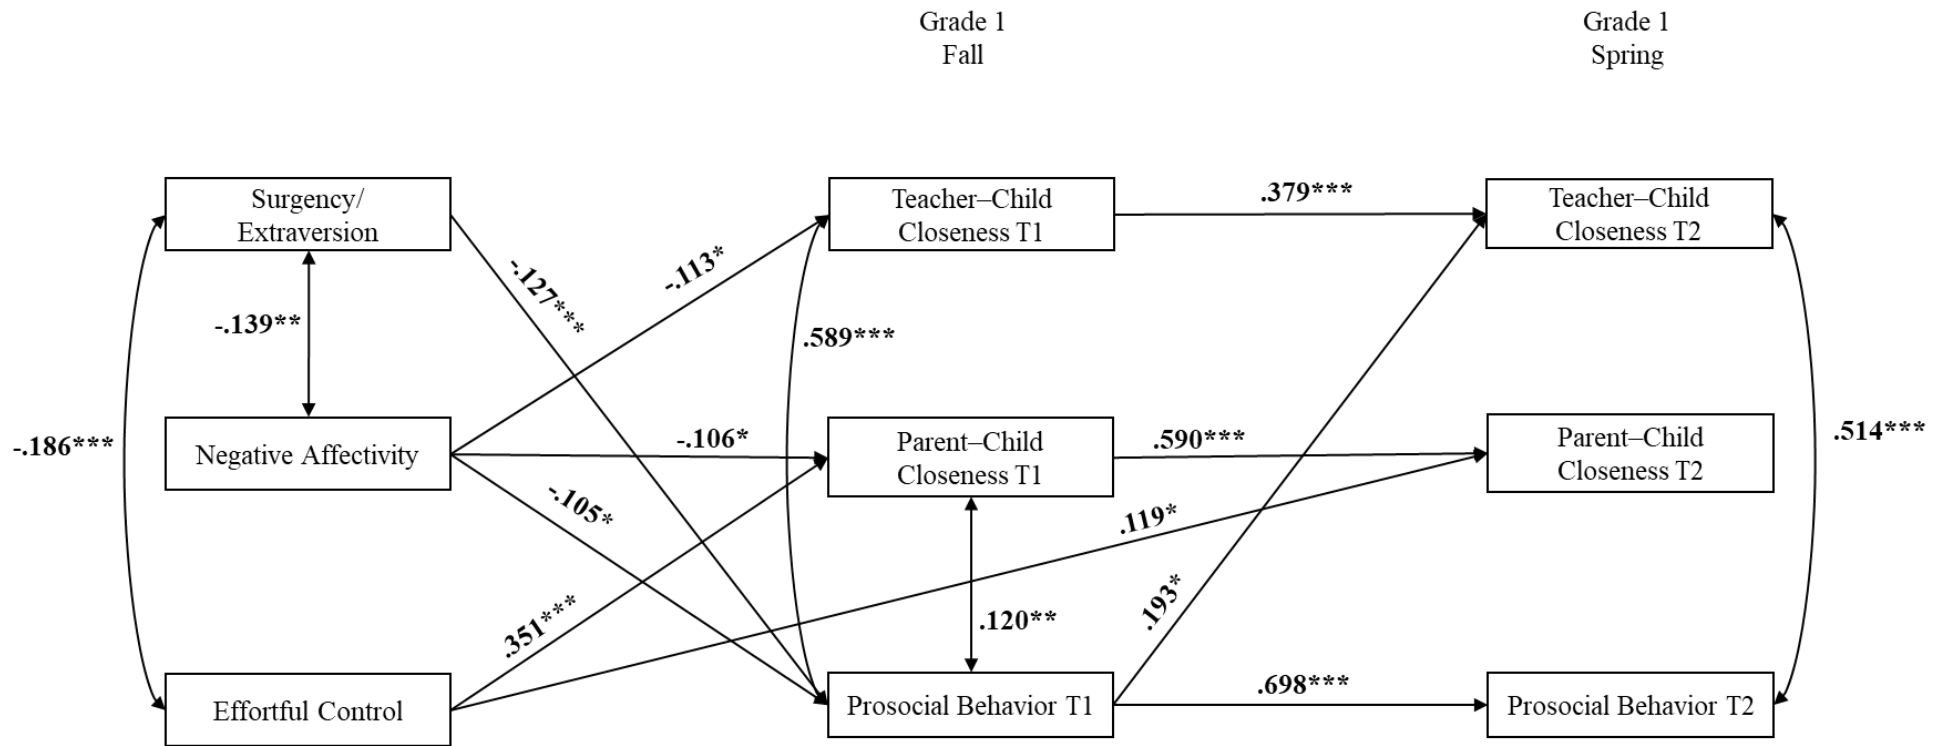 Grade 1
Fall
Grade 1
Spring
Surgency/
Extraversion
Teacher–Child
Closeness T1
.379***
Teacher–Child
Closeness T2
-.113*
-.127***
-.139**
.589***
-.186***
Negative Affectivity
-.106*
Parent–Child
Closeness T1
.590***
Parent–Child
Closeness T2
.514***
-.105*
.119*
.351***
.120**
.193*
Effortful Control
Prosocial Behavior T1
.698***
Prosocial Behavior T2